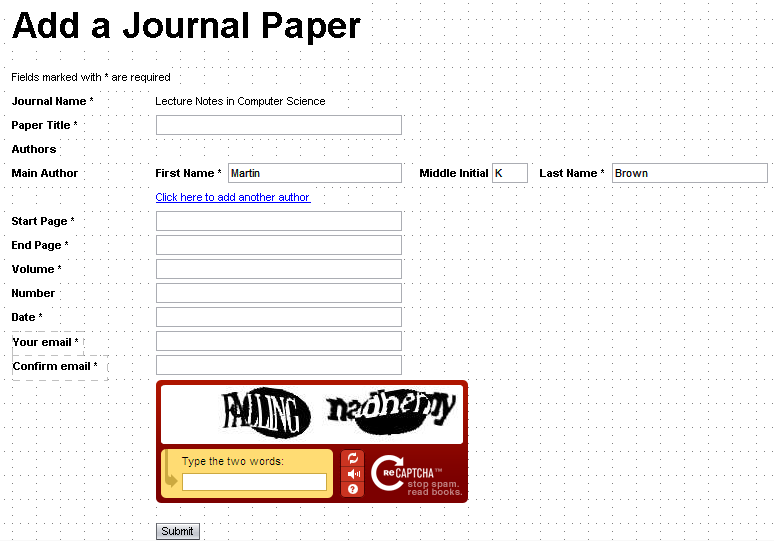 Add a Journal Paper
Fields marked with * are required
Journal Name * Lecture Notes in Computer Science
Paper Title *
Authors
Main Author First Name * Martin Middle Initial K Last Name * Brown
Click here to add another author
Start Page *
End Page *
Volume *
Number
Date *
Your email *
Confirm email *
Type the two words:
reCAPTCHA™
stop spam.
read books.
Submit